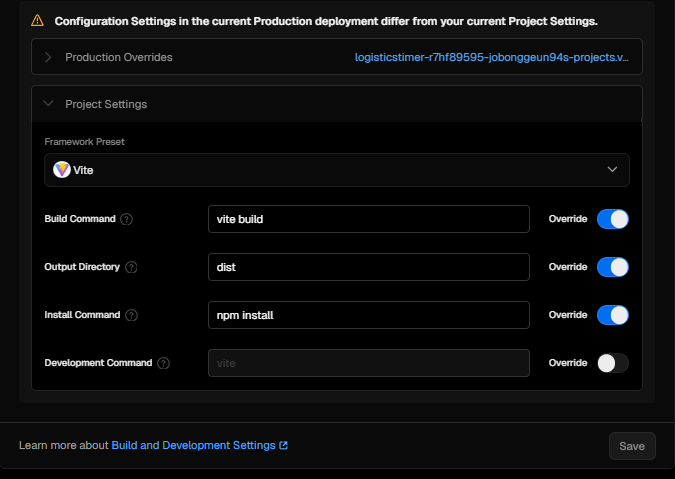 Configuration Settings in the current Production deployment differ from your current Project Settings.
Production Overrides logisticstimer-r7hf89595-jobonggeun94s-projects.v...
Project Settings
Framework Preset
Vite
Build Command ? vite build Override
Output Directory ? dist Override
Install Command ? npm install Override
Development Command ? vite Override
Learn more about Build and Development Settings Save